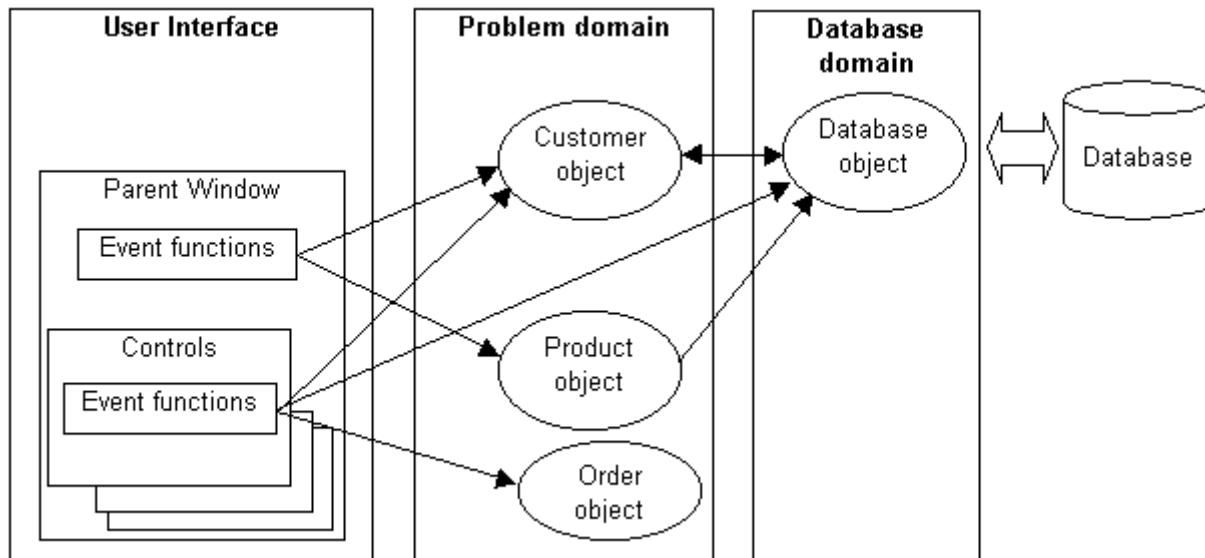 User Interface
Parent Window
Event functions
Controls
Event functions
Problem domain
Customer
object
Product
object
Order
object
Database
domain
Database
object
Database